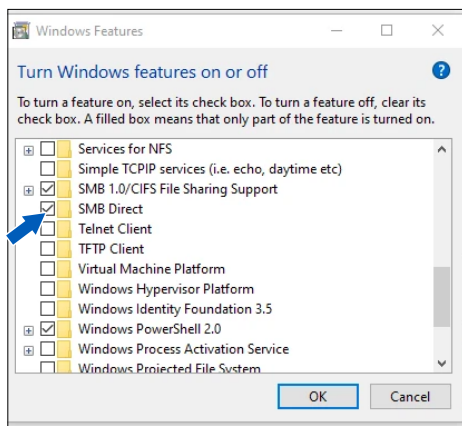 Windows Features
Turn Windows features on or off
?
To turn a feature on, select its check box. To turn a feature off, clear its
check box. A filled box means that only part of the feature is turned on.
Services for NFS
Simple TCPIP services (i.e. echo, daytime etc)
SMB 1.0/CIFS File Sharing Support
SMB Direct
Telnet Client
TFTP Client
Virtual Machine Platform
Windows Hypervisor Platform
Windows Identity Foundation 3.5
Windows PowerShell 2.0
Windows Process Activation Service
Windows Projected File System
OK Cancel